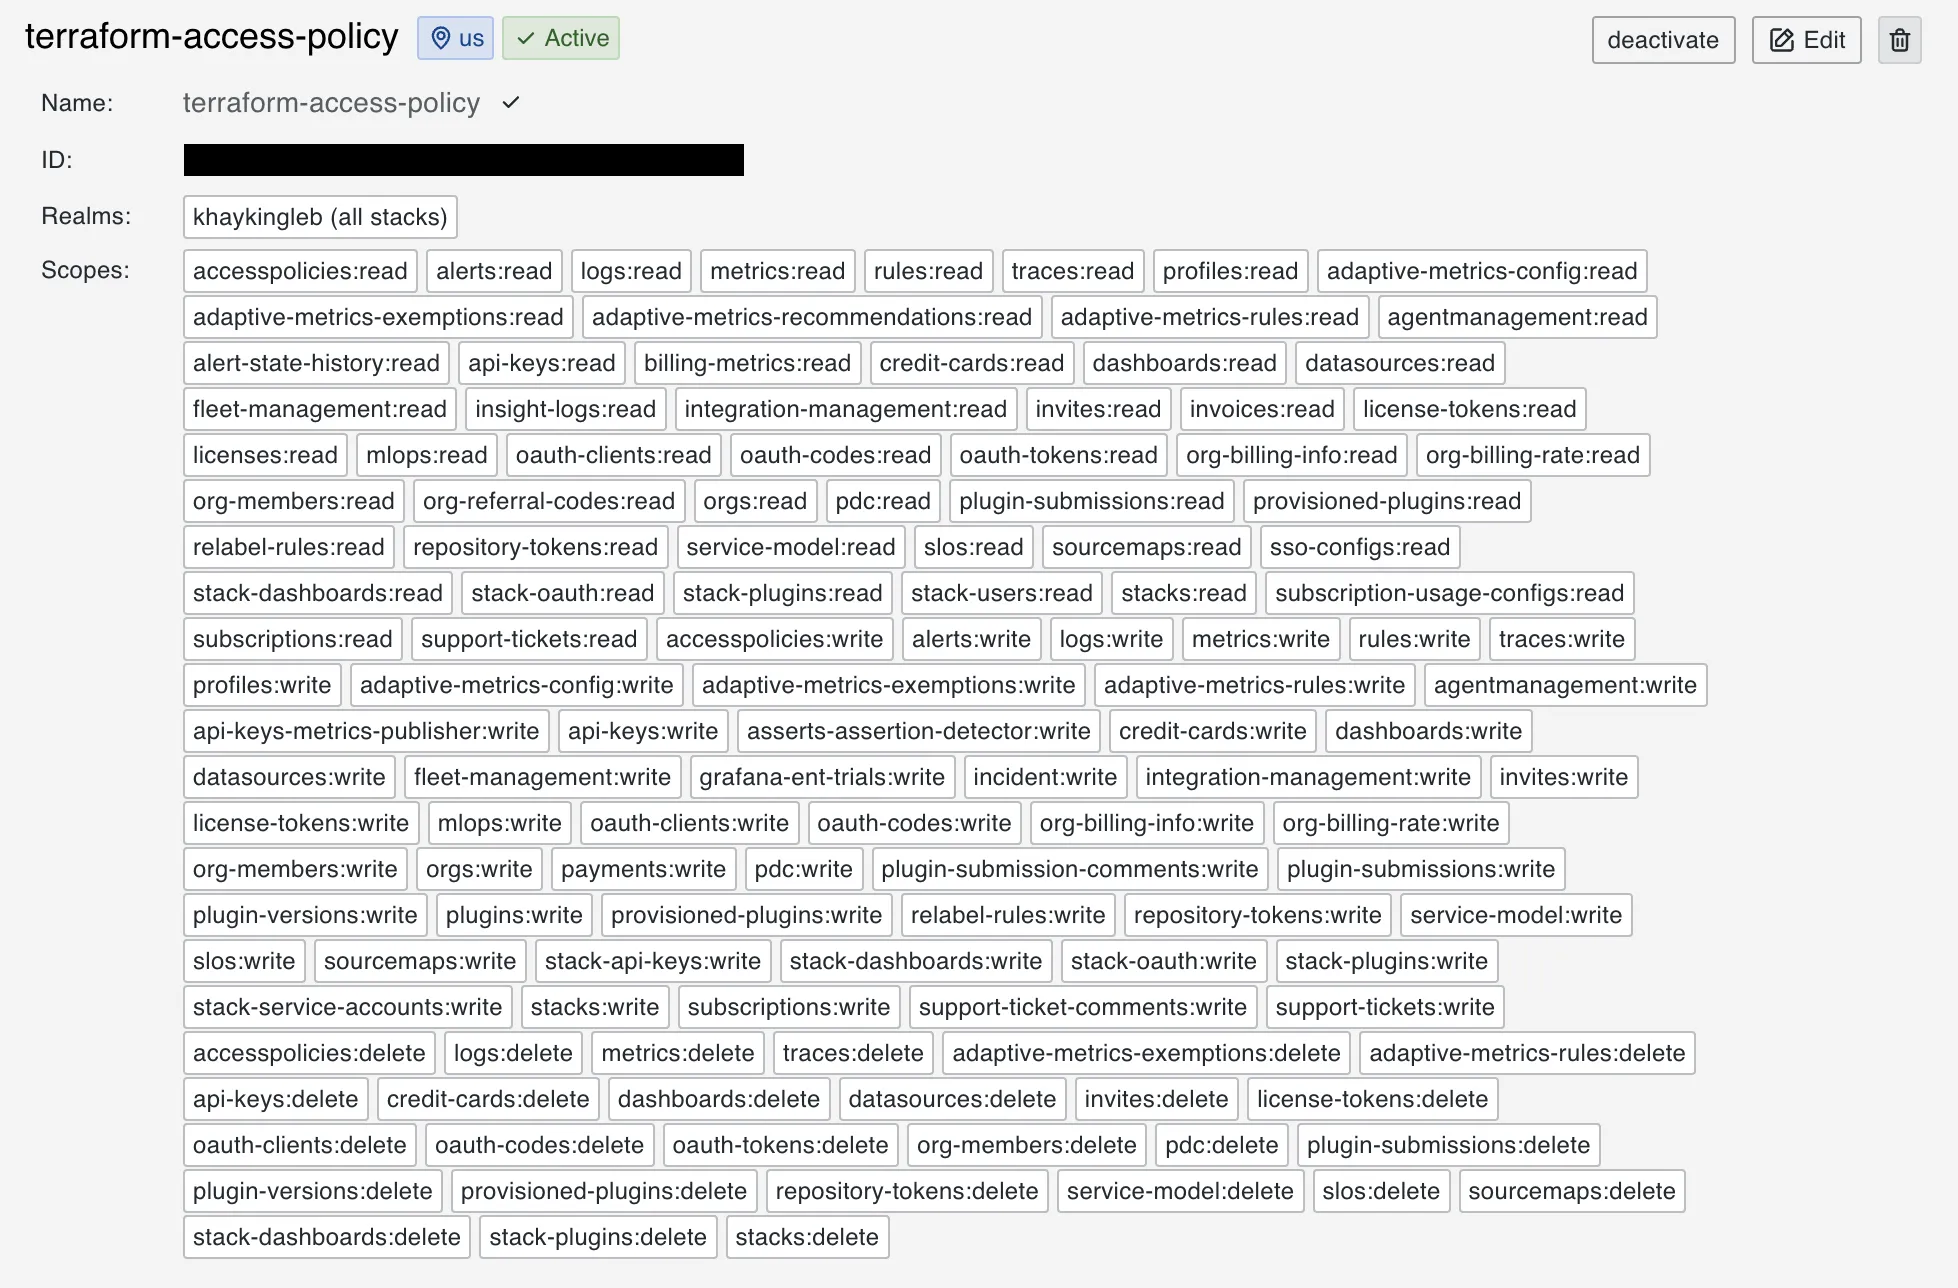 terraform-access-policy us Active deactivate Edit
Name: terraform-access-policy
ID:
Realms: khaykingleb (all stacks)
Scopes: accesspolicies:read alerts:read logs:read metrics:read rules:read traces:read profiles:read adaptive-metrics-config:read
adaptive-metrics-exemptions:read adaptive-metrics-recommendations:read adaptive-metrics-rules:read agentmanagement:read
alert-state-history:read api-keys:read billing-metrics:read credit-cards:read dashboards:read datasources:read
fleet-management:read insight-logs:read integration-management:read invites:read invoices:read license-tokens:read
licenses:read mlops:read oauth-clients:read oauth-codes:read oauth-tokens:read org-billing-info:read org-billing-rate:read
org-members:read org-referral-codes:read orgs:read pdc:read plugin-submissions:read provisioned-plugins:read
relabel-rules:read repository-tokens:read service-model:read slos:read sourcemaps:read sso-configs:read
stack-dashboards:read stack-oauth:read stack-plugins:read stack-users:read stacks:read subscription-usage-configs:read
subscriptions:read support-tickets:read accesspolicies:write alerts:write logs:write metrics:write rules:write traces:write
profiles:write adaptive-metrics-config:write adaptive-metrics-exemptions:write adaptive-metrics-rules:write agentmanagement:write
api-keys-metrics-publisher:write api-keys:write asserts-assertion-detector:write credit-cards:write dashboards:write
datasources:write fleet-management:write grafana-ent-trials:write incident:write integration-management:write invites:write
license-tokens:write mlops:write oauth-clients:write oauth-codes:write org-billing-info:write org-billing-rate:write
org-members:write orgs:write payments:write pdc:write plugin-submission-comments:write plugin-submissions:write
plugin-versions:write plugins:write provisioned-plugins:write relabel-rules:write repository-tokens:write service-model:write
slos:write sourcemaps:write stack-api-keys:write stack-dashboards:write stack-oauth:write stack-plugins:write
stack-service-accounts:write stacks:write subscriptions:write support-ticket-comments:write support-tickets:write
accesspolicies:delete logs:delete metrics:delete traces:delete adaptive-metrics-exemptions:delete adaptive-metrics-rules:delete
api-keys:delete credit-cards:delete dashboards:delete datasources:delete invites:delete license-tokens:delete
oauth-clients:delete oauth-codes:delete oauth-tokens:delete org-members:delete pdc:delete plugin-submissions:delete
plugin-versions:delete provisioned-plugins:delete repository-tokens:delete service-model:delete slos:delete sourcemaps:delete
stack-dashboards:delete stack-plugins:delete stacks:delete